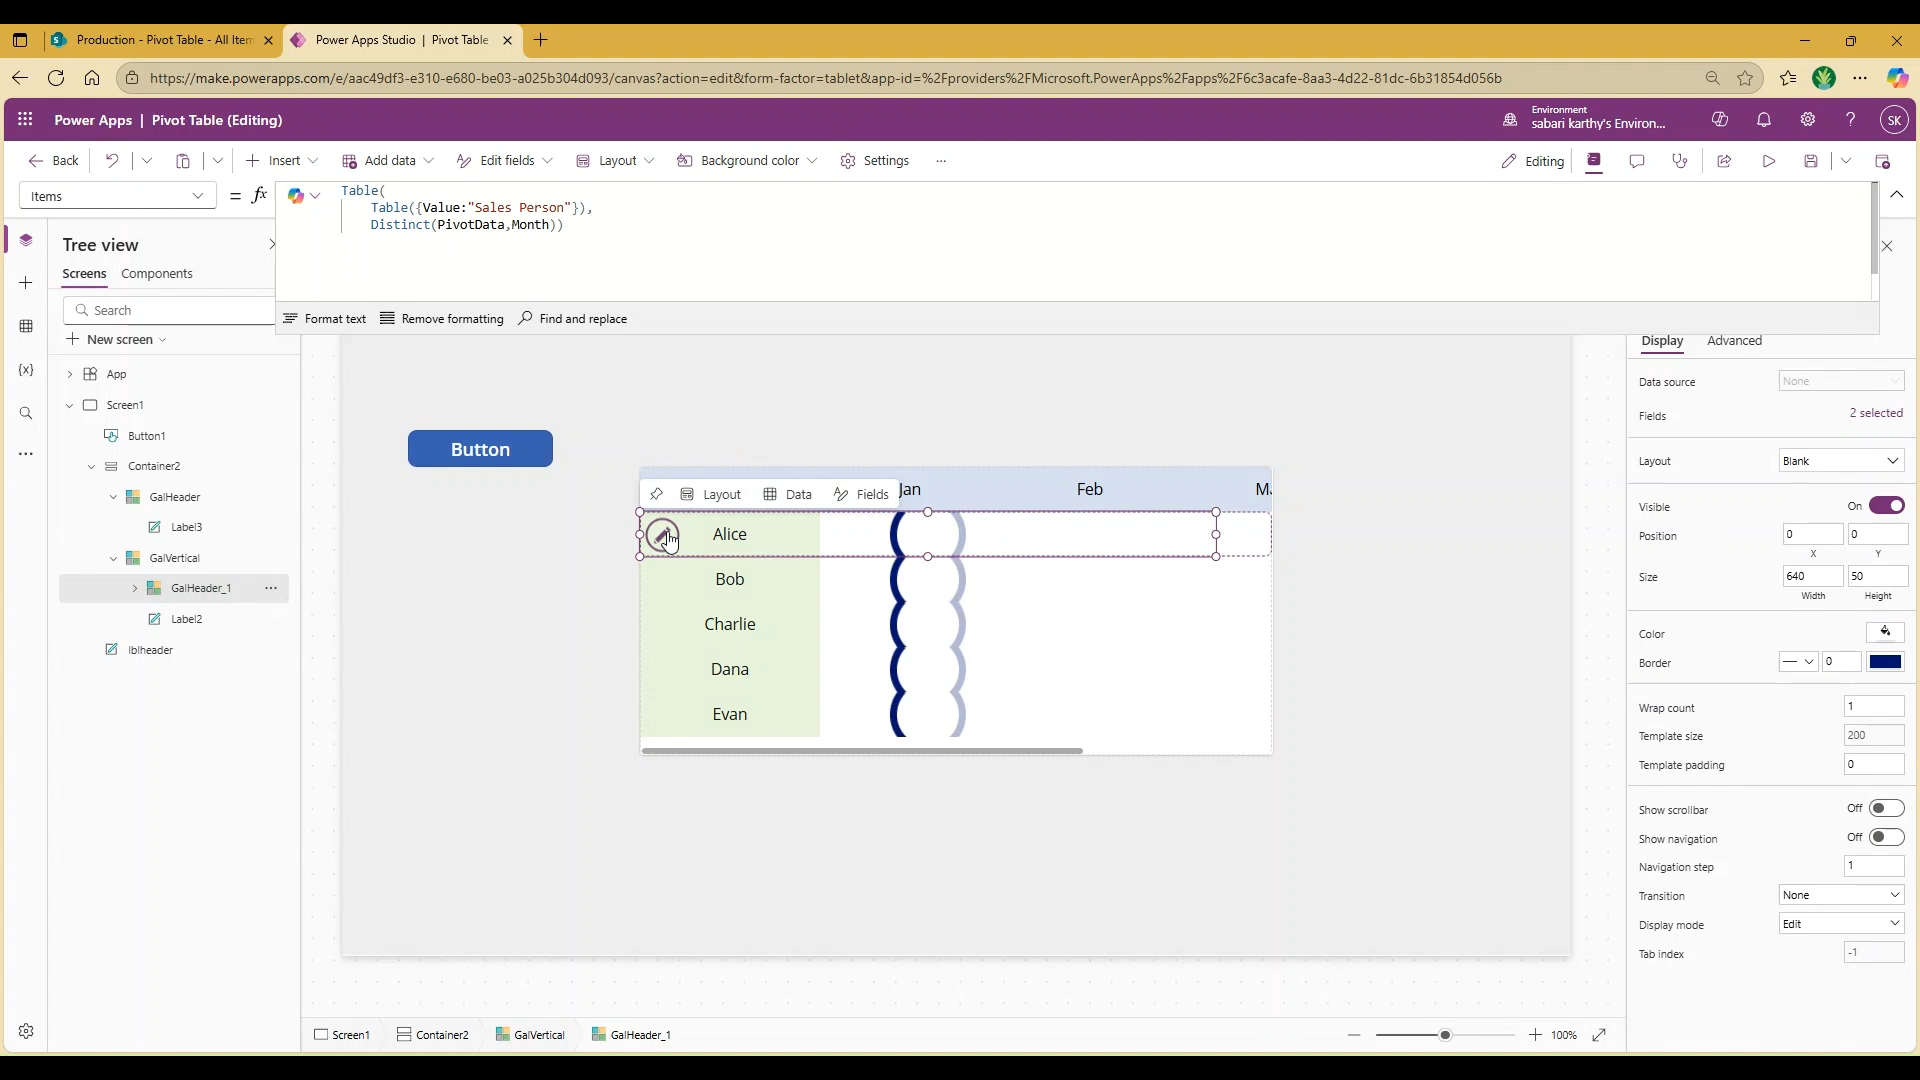 Production - Pivot Table - All Item
Power Apps Studio | Pivot Table
https://make.powerapps.com/e/aac49df3-e310-e680-be03-a025b304d093/canvas?action=edit&form-factor=tablet&app-id=%2Fproviders%2FMicrosoft.PowerApps%2Fapps%2F6c3acafe-8aa3-4d22-81dc-6b31854d056b
Power Apps | Pivot Table (Editing)
Environment
sabari karthy's Environ...
SK
Back
Insert
Add data
Edit fields
Layout
Background color
Settings
...
Editing
Items
= fx
Table(
Table({Value:"Sales Person"}),
Distinct(PivotData,Month))
Format text
Remove formatting
Find and replace
Tree view
Screens
Components
Search
New screen
App
Screen1
Button1
Container2
GalHeader
Label3
GalVertical
GalHeader_1
Label2
lblheader
Button
Jan
Feb
Layout
Data
Fields
Alice
Bob
Charlie
Dana
Evan
Display
Advanced
Data source
None
Fields
2 selected
Layout
Blank
Visible
On
Position
0
0
X
Y
Size
640
50
Width
Height
Color
Border
0
Wrap count
1
Template size
200
Template padding
0
Show scrollbar
Off
Show navigation
Off
Navigation step
1
Transition
None
Display mode
Edit
Tab index
-1
Screen1
Container2
GalVertical
GalHeader_1
100%